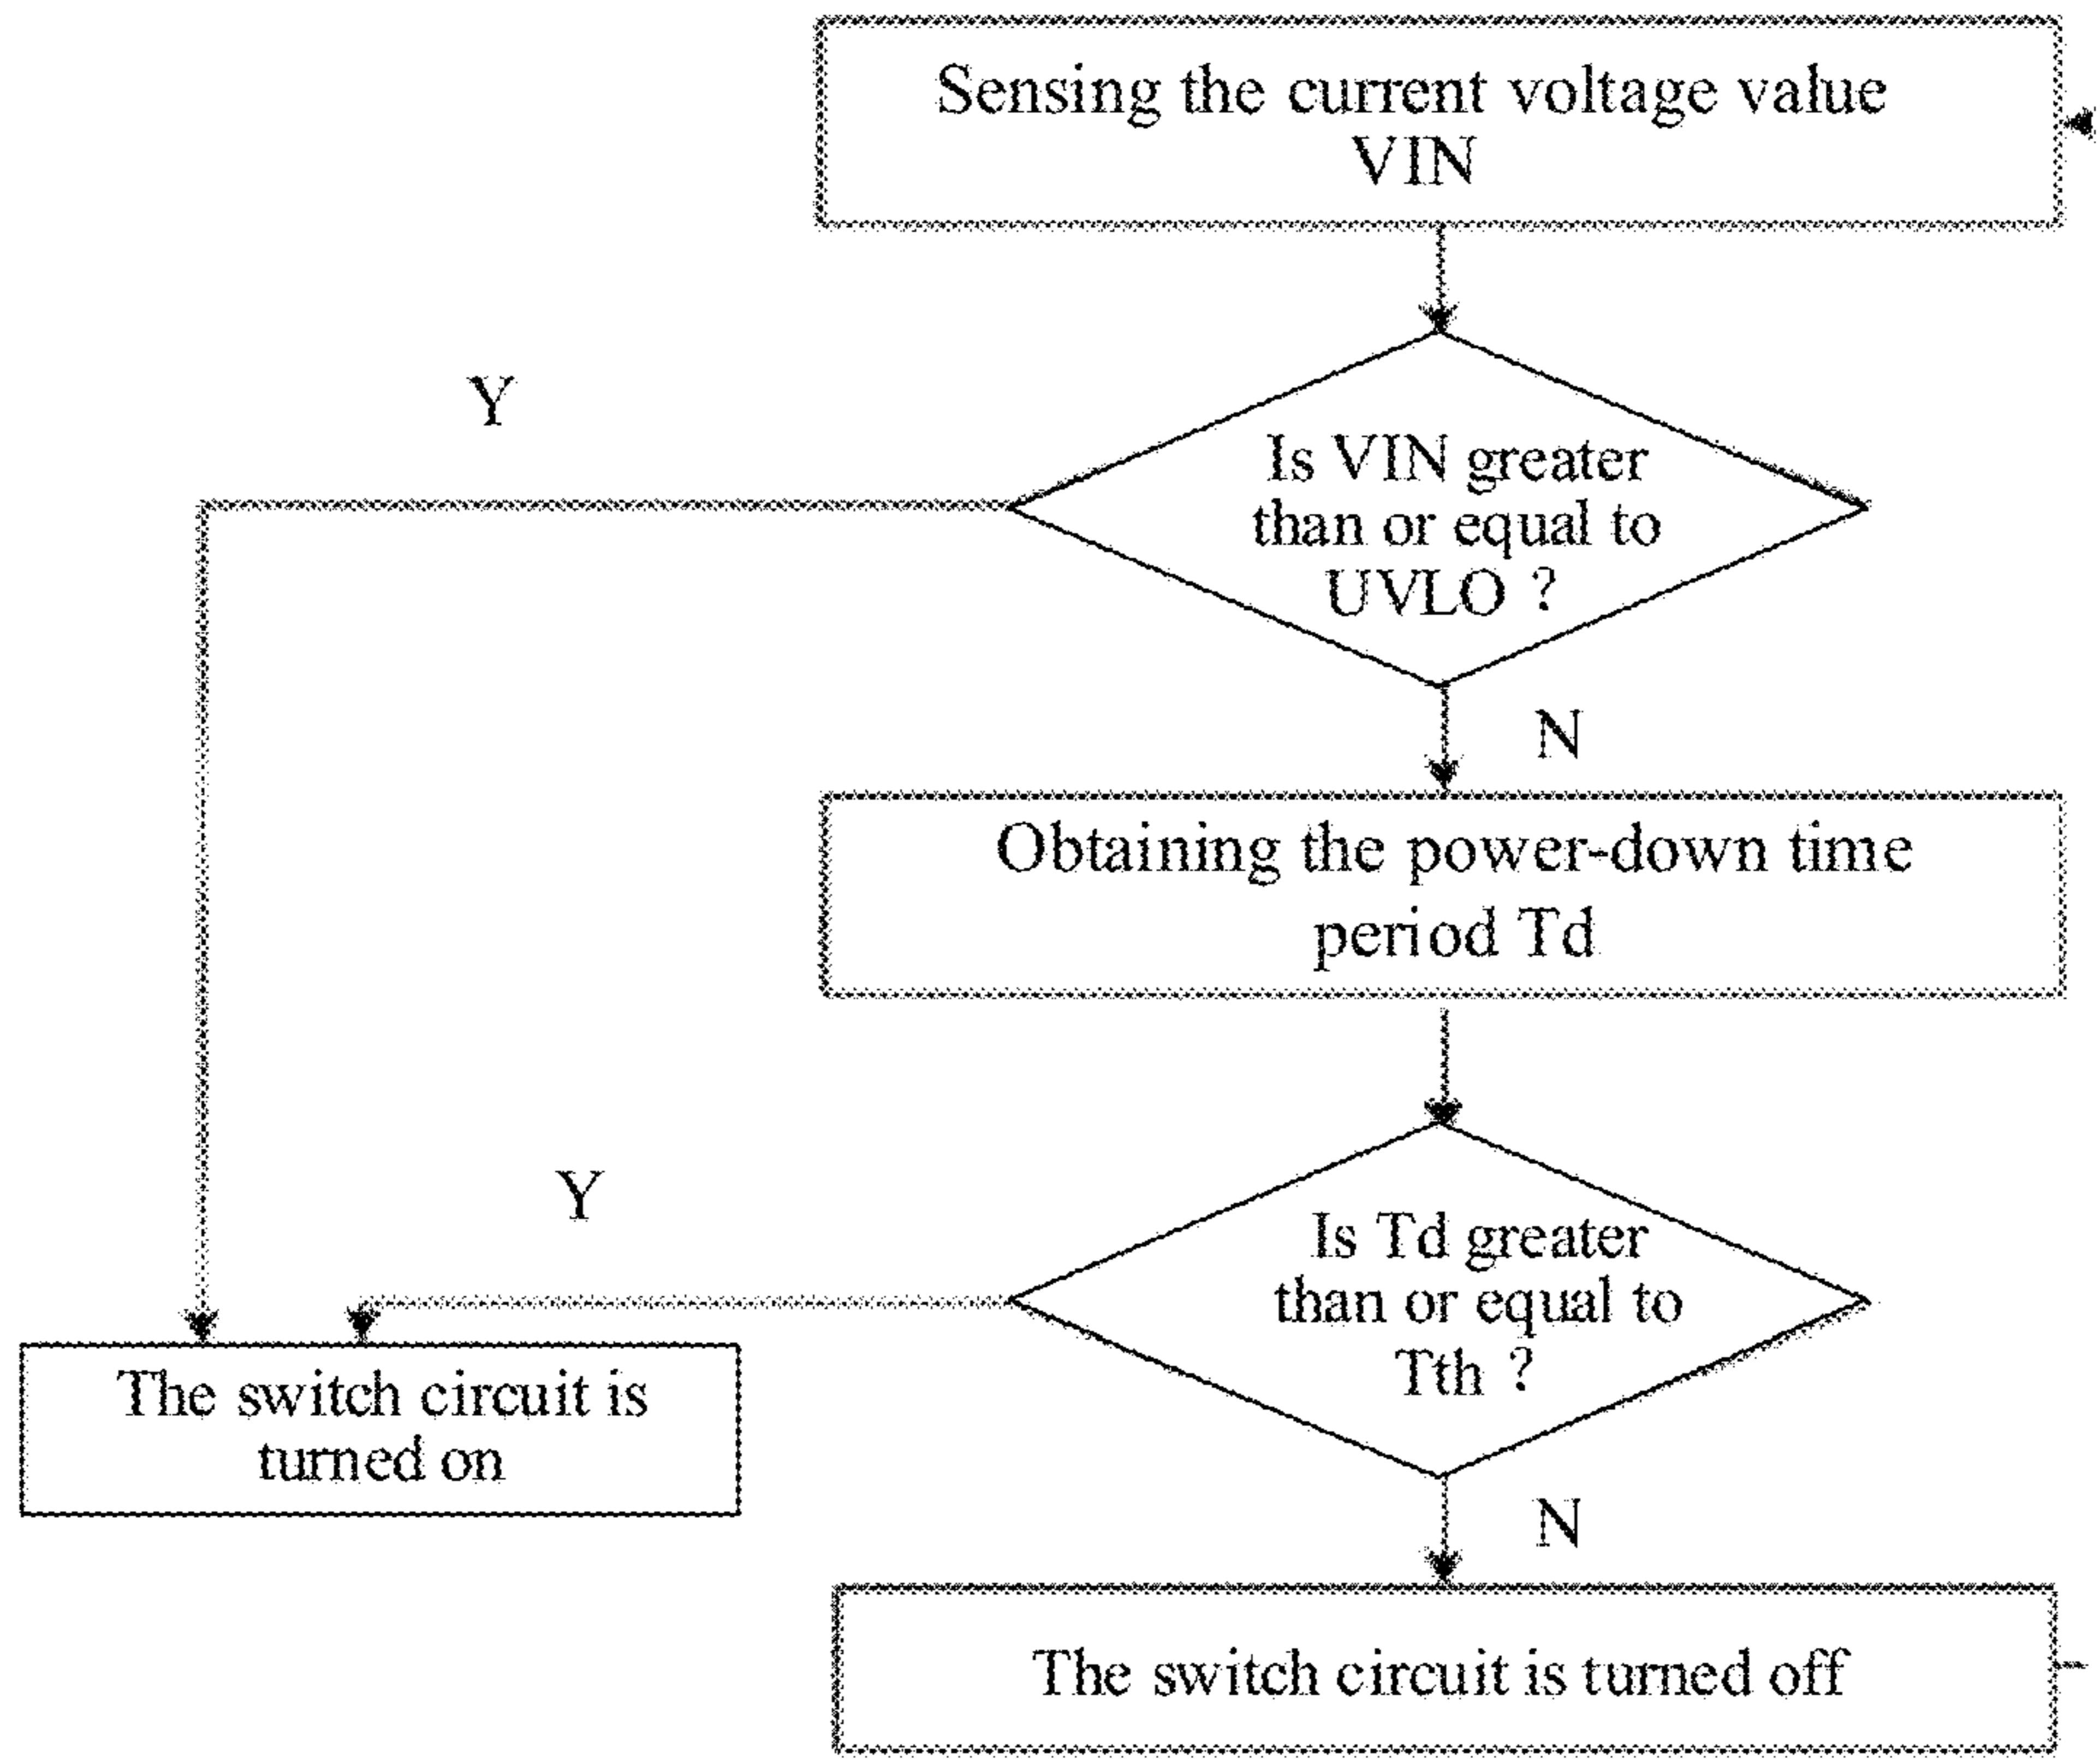 Sensing the current voltage value
VIN
Y
Is VIN greater
than or equal to
UVLO ?
N
Obtaining the power-down time
period Td
Y
Is Td greater
than or equal to
Tth ?
The switch circuit is
turned on
N
The switch circuit is turned off